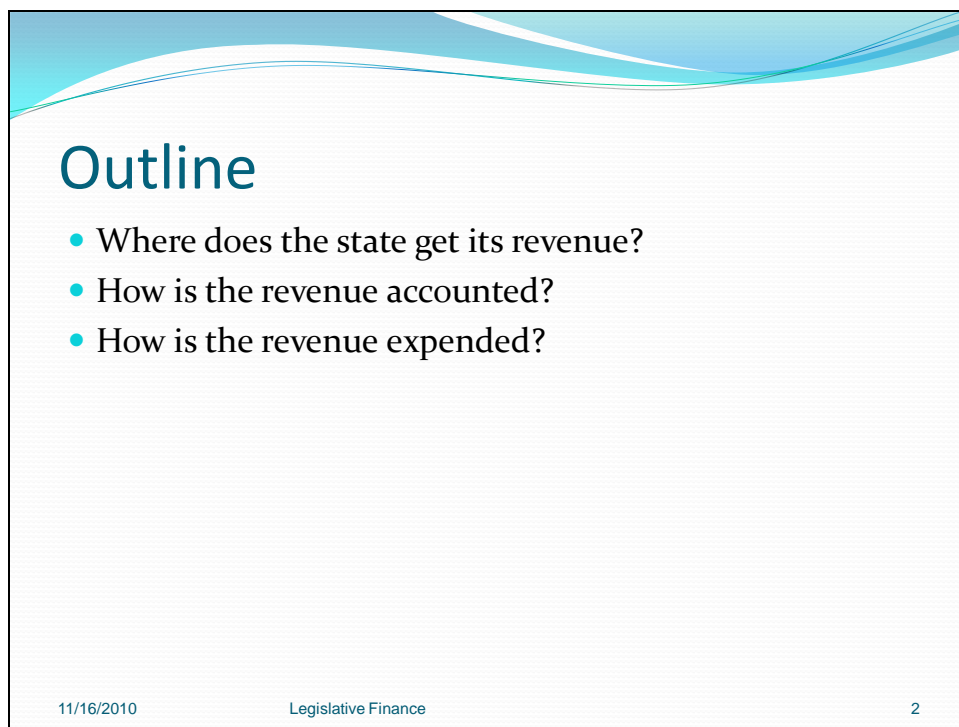 Outline
• Where does the state get its revenue?
• How is the revenue accounted?
• How is the revenue expended?
11/16/2010 Legislative Finance 2